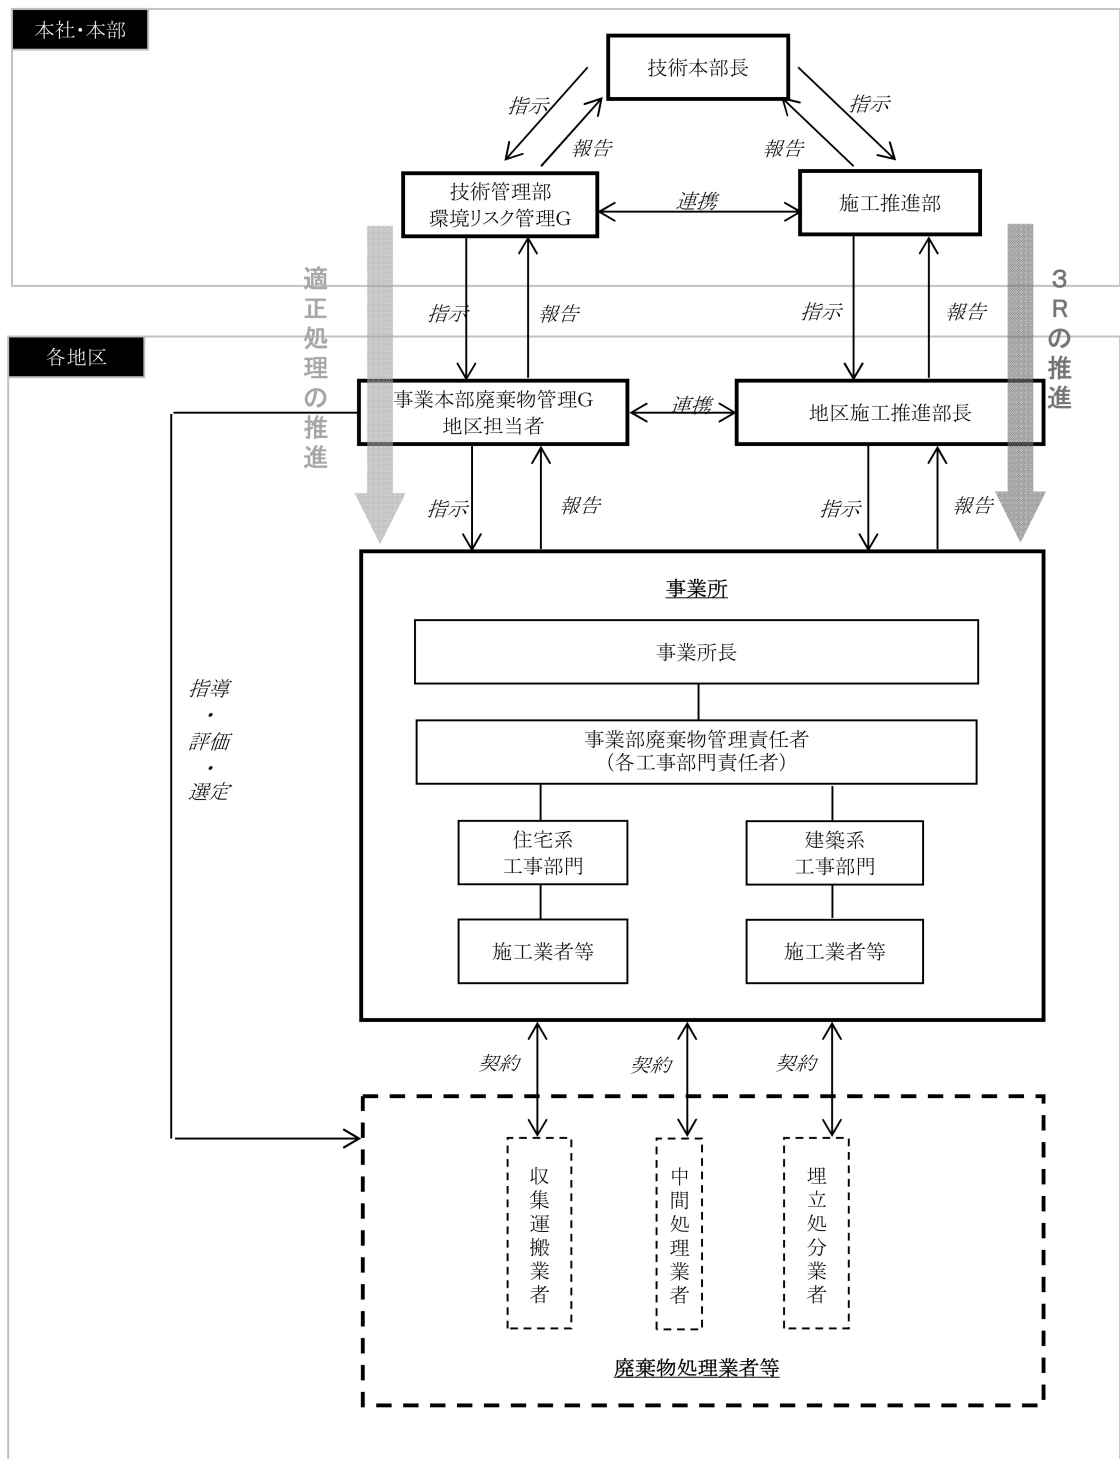 本社・本部
技術本部長
指示
指示
報告
報告
技術管理部
環境リスク管理G
連携
施工推進部
適正処理の推進
3Rの推進
指示
報告
指示
報告
各地区
事業本部廃棄物管理G
地区担当者
連携
地区施工推進部長
指示
報告
指示
報告
事業所
事業所長
指導
・
評価
・
選定
事業部廃棄物管理責任者
（各工事部門責任者）
住宅系
工事部門
建築系
工事部門
施工業者等
施工業者等
契約
契約
契約
収集運搬業者
中間処理業者
埋立処分業者
廃棄物処理業者等